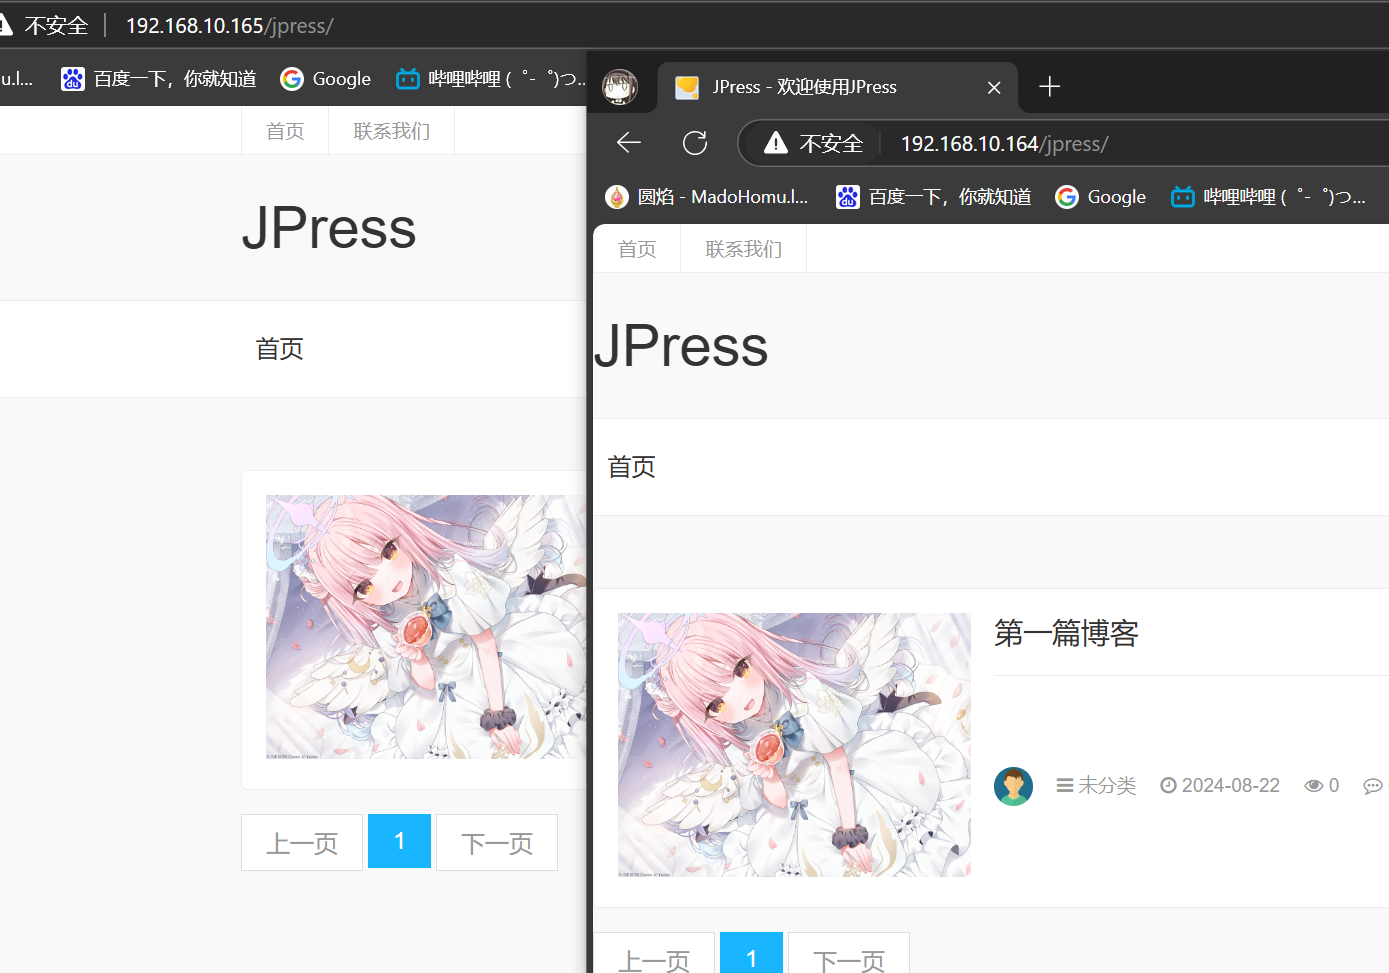 不安全 192.168.10.165/jpress/
u.l... 百度一下，你就知道 Google 哔哩哔哩 (゜-゜)つ...
首页 联系我们
JPress
首页
上一页 1 下一页
JPress - 欢迎使用JPress
不安全 192.168.10.164/jpress/
圆焰 - MadoHomu.l... 百度一下，你就知道 Google 哔哩哔哩 (゜-゜)つ...
首页 联系我们
JPress
首页
第一篇博客
未分类 2024-08-22 0
上一页 1 下一页